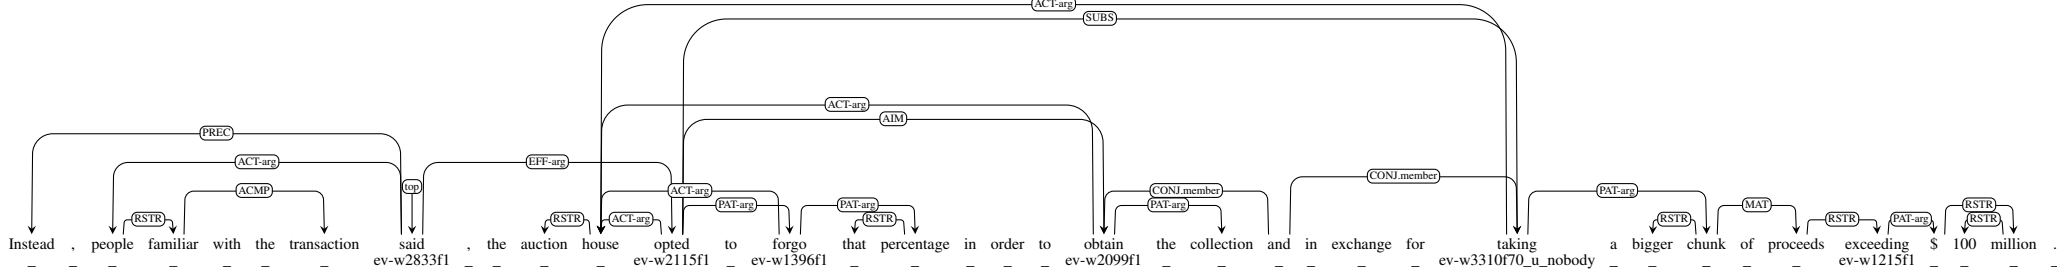 ACT-arg
SUBS
ACT-arg
AIM
PREC
ACT-arg EFF-arg
top
CONJ.member
ACMP ACT-arg CONJ.member PAT-arg
PAT-arg PAT-arg PAT-arg MAT RSTR
RSTR RSTR ACT-arg RSTR RSTR RSTR PAT-arg RSTR
Instead , people familiar with the transaction said , the auction house opted to forgo that percentage in order to obtain the collection and in exchange for taking a bigger chunk of proceeds exceeding $ 100 million .
_ _ _ _ _ _ _ ev-w2833f1 _ _ _ _ ev-w2115f1 _ ev-w1396f1 _ _ _ _ _ ev-w2099f1 _ _ _ _ _ _ ev-w3310f70_u_nobody _ _ _ _ _ ev-w1215f1 _ _ _ _